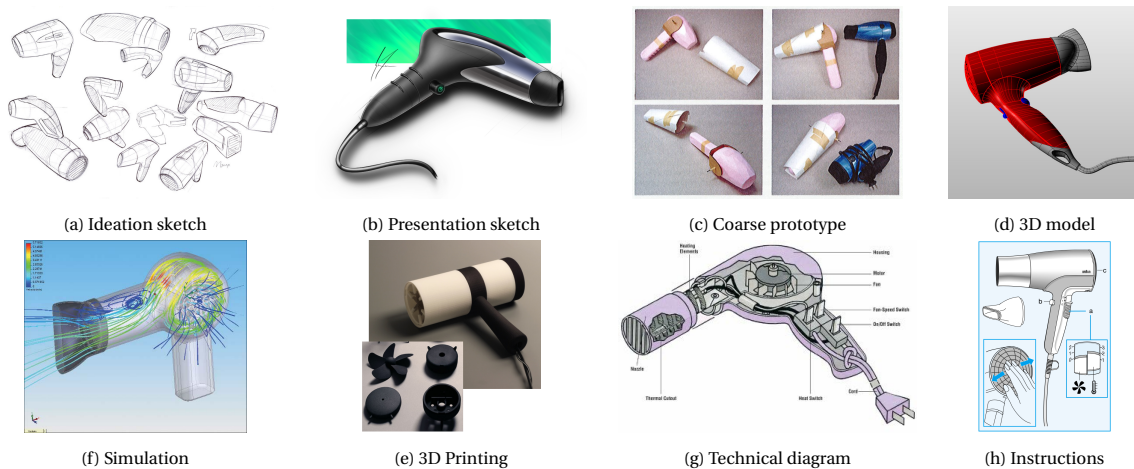 (a) Ideation sketch
(b) Presentation sketch
(c) Coarse prototype
(d) 3D model
(f) Simulation
(e) 3D Printing
Heating
Elements
Housing
Motor
Fan
Fan-Speed Switch
On/Off Switch
Nozzle
Thermal Cutout
Heat Switch
Cord
(g) Technical diagram
c
b
a
(h) Instructions